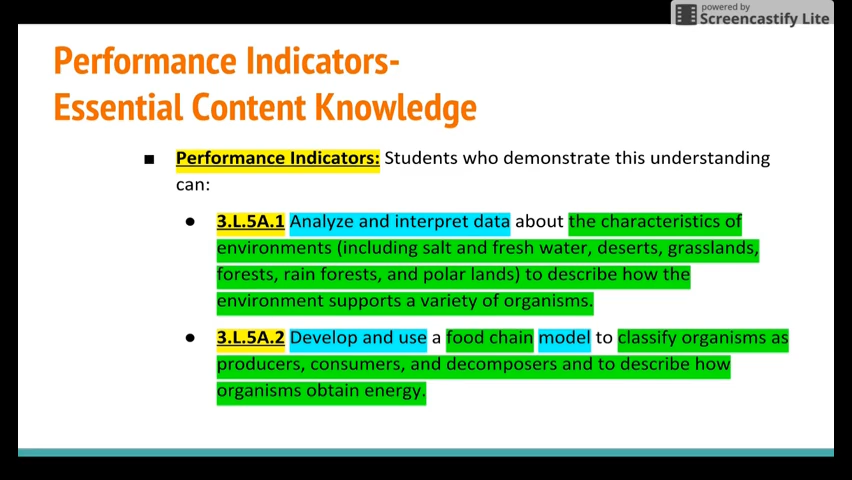 powered by
Screencastify Lite
Performance Indicators-
Essential Content Knowledge
■ Performance Indicators: Students who demonstrate this understanding
can:
● 3.L.5A.1 Analyze and interpret data about the characteristics of
environments (including salt and fresh water, deserts, grasslands,
forests, rain forests, and polar lands) to describe how the
environment supports a variety of organisms.
● 3.L.5A.2 Develop and use a food chain model to classify organisms as
producers, consumers, and decomposers and to describe how
organisms obtain energy.